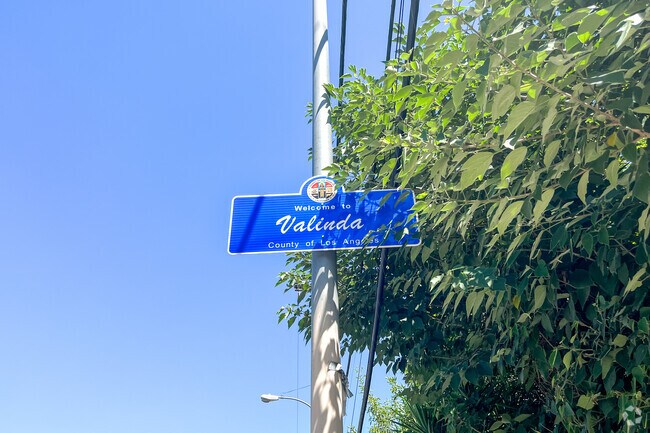 Welcome to
Valinda
County of Los Angeles